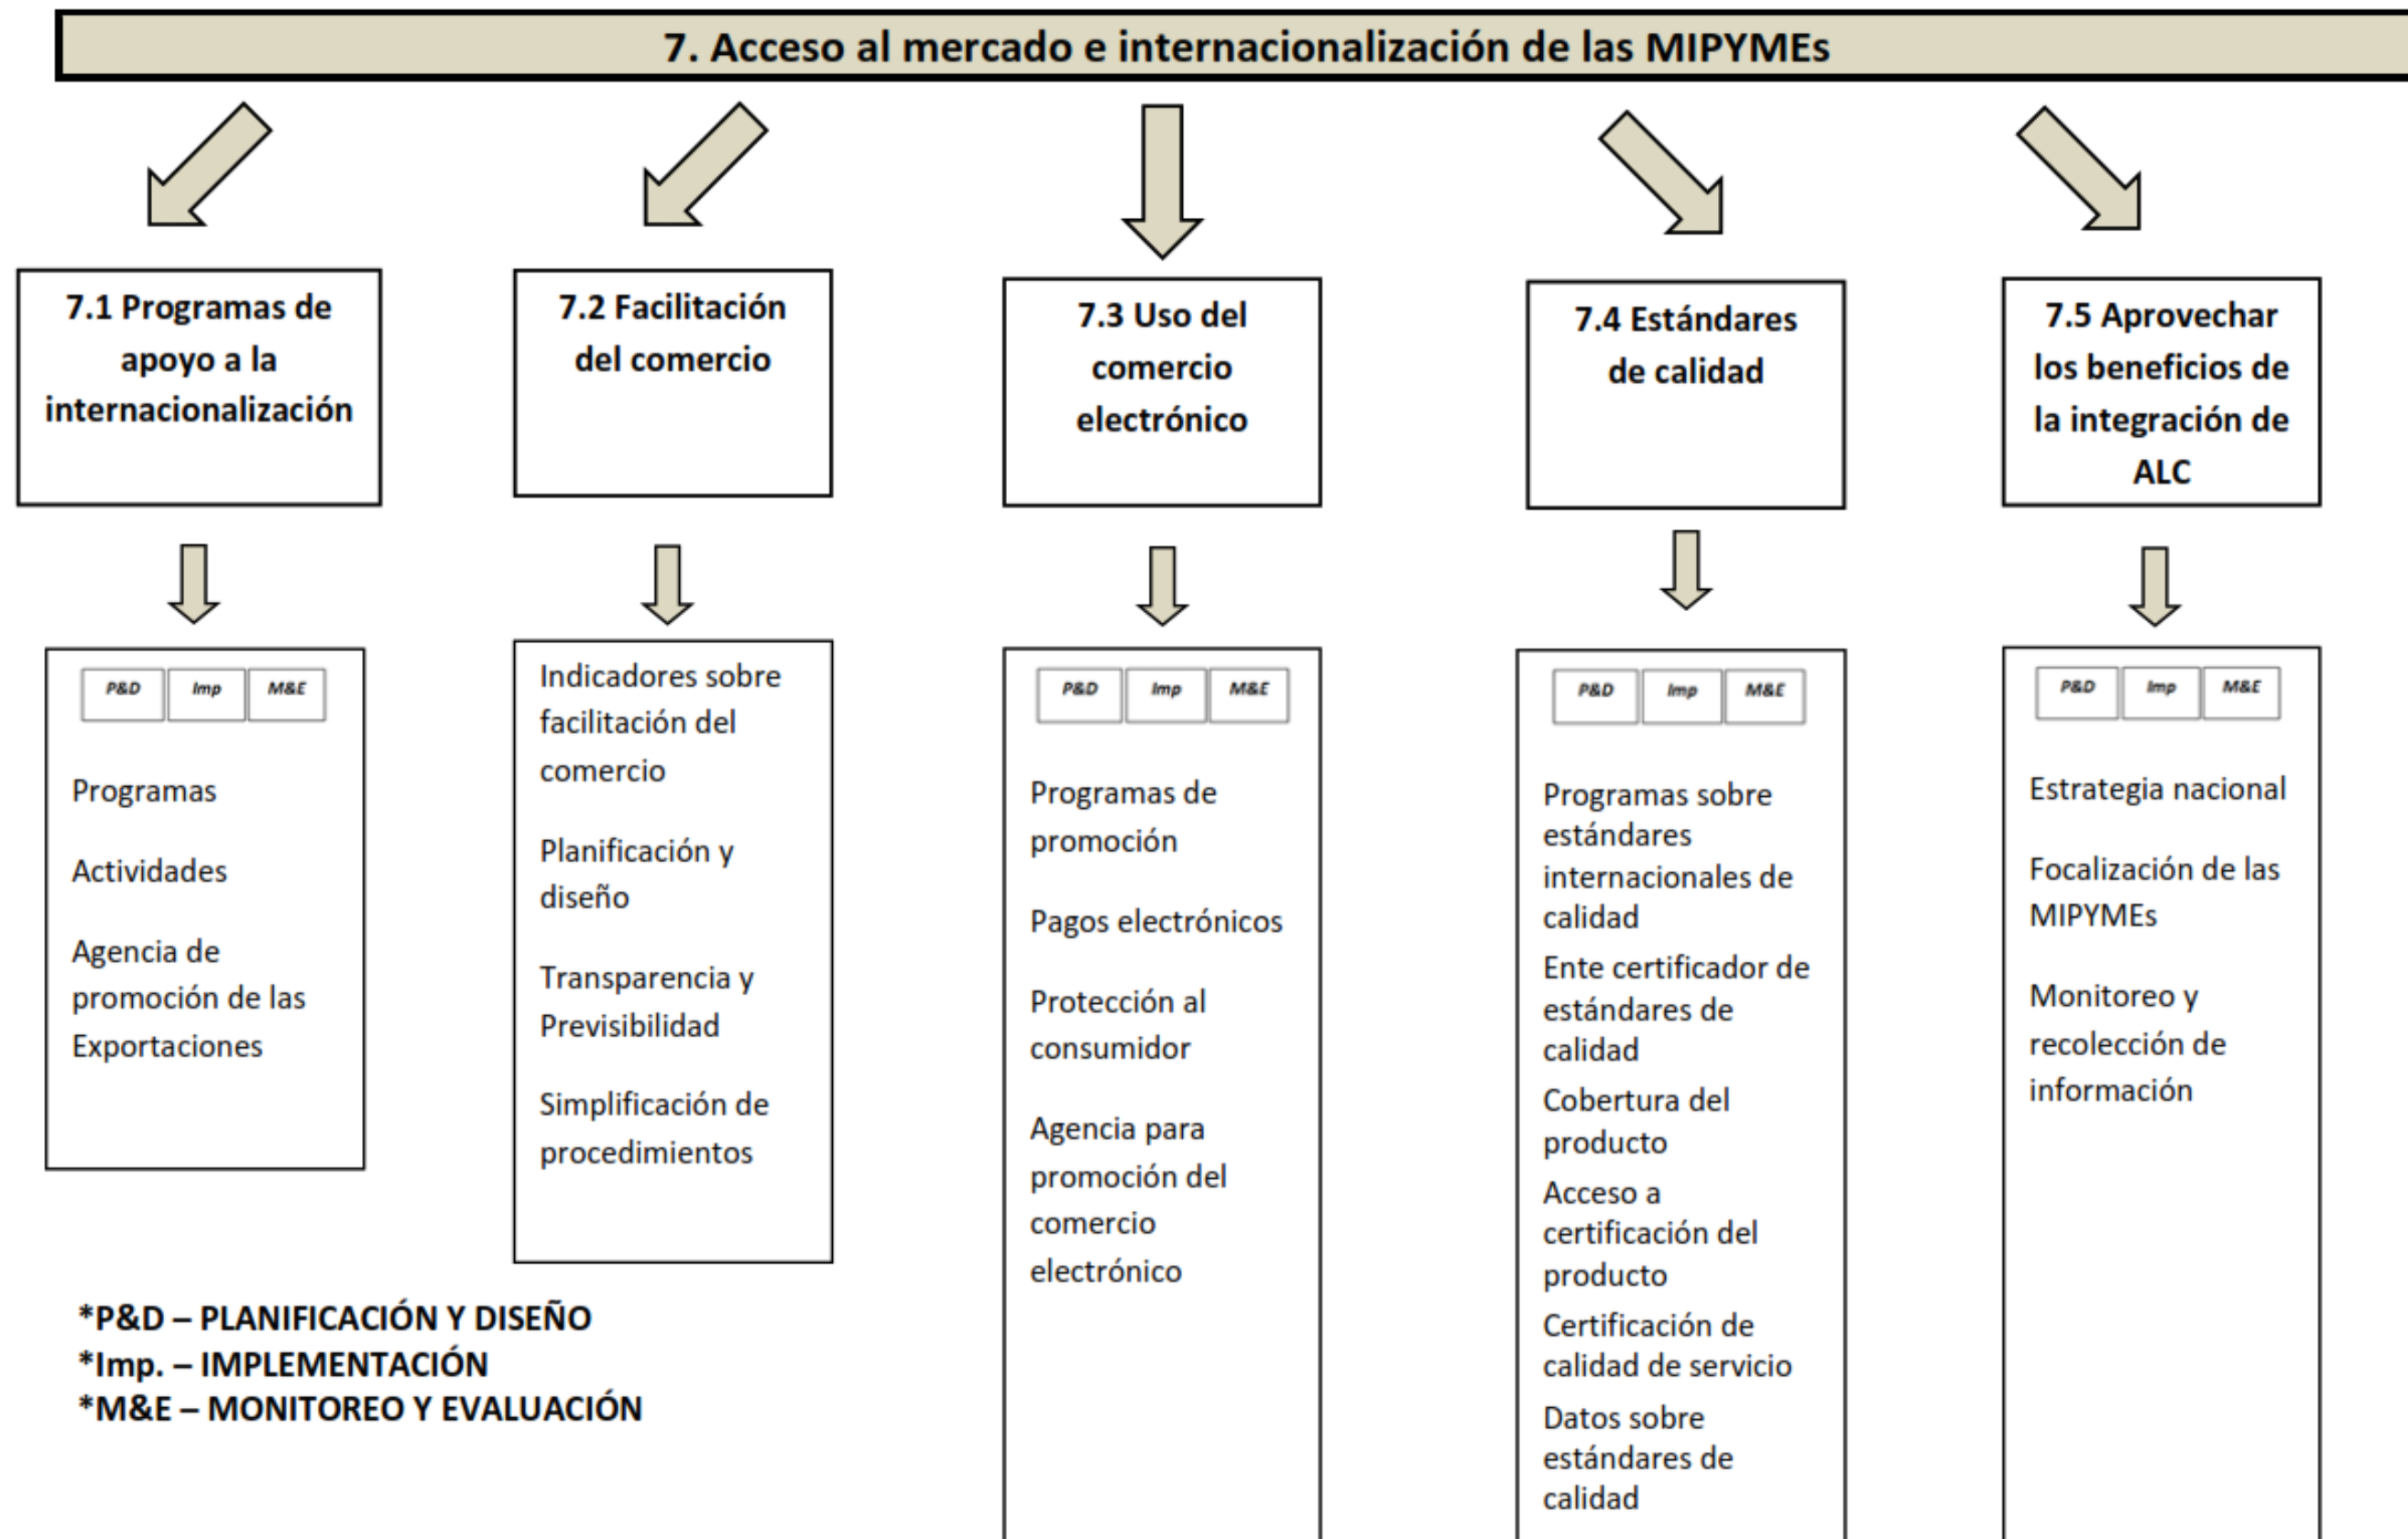 7. Acceso al mercado e internacionalización de las MIPYMEs
7.1 Programas de
apoyo a la
internacionalización
7.2 Facilitación
del comercio
7.3 Uso del
comercio
electrónico
7.4 Estándares
de calidad
7.5 Aprovechar
los beneficios de
la integración de
ALC
P&D Imp M&E
Programas
Actividades
Agencia de
promoción de las
Exportaciones
Indicadores sobre
facilitación del
comercio
Planificación y
diseño
Transparencia y
Previsibilidad
Simplificación de
procedimientos
P&D Imp M&E
Programas de
promoción
Pagos electrónicos
Protección al
consumidor
Agencia para
promoción del
comercio
electrónico
P&D Imp M&E
Programas sobre
estándares
internacionales de
calidad
Ente certificador de
estándares de
calidad
Cobertura del
producto
Acceso a
certificación del
producto
Certificación de
calidad de servicio
Datos sobre
estándares de
calidad
P&D Imp M&E
Estrategia nacional
Focalización de las
MIPYMEs
Monitoreo y
recolección de
información
*P&D – PLANIFICACIÓN Y DISEÑO
*Imp. – IMPLEMENTACIÓN
*M&E – MONITOREO Y EVALUACIÓN